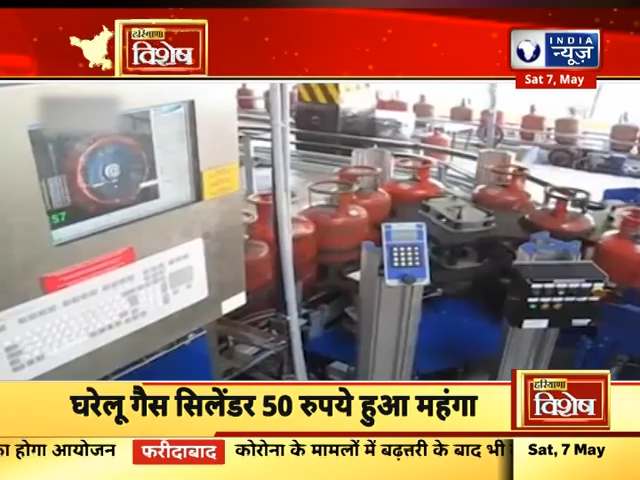 हरियाणा
विशेष
INDIA
न्यूज़
Sat 7, May
57
घरेलू गैस सिलेंडर 50 रुपये हुआ महंगा
हरियाणा
विशेष
होगा आयोजन फरीदाबाद कोरोना के मामलों में बढ़त्तरी के बाद भी
Sat, 7 May